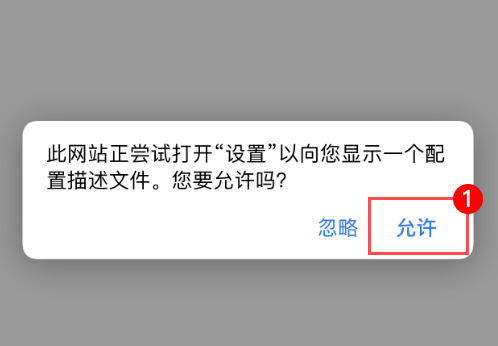 此网站正尝试打开“设置”以向您显示一个配
置描述文件。您要允许吗？
1
忽略 允许